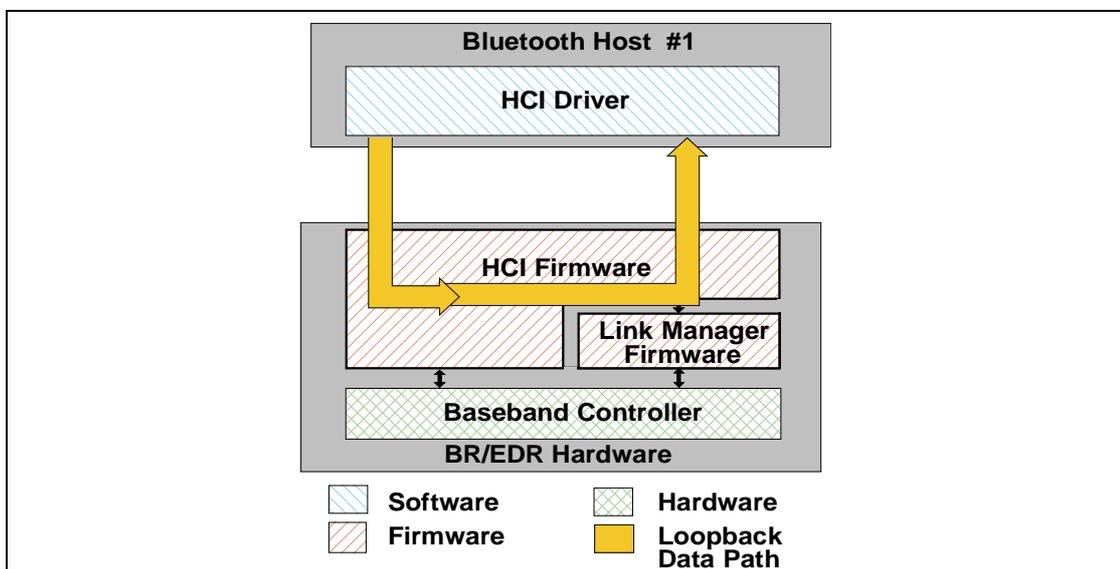 Bluetooth Host #1
HCI Driver
HCI Firmware
Link Manager
Firmware
Baseband Controller
BR/EDR Hardware
Software
Hardware
Firmware
Loopback
Data Path